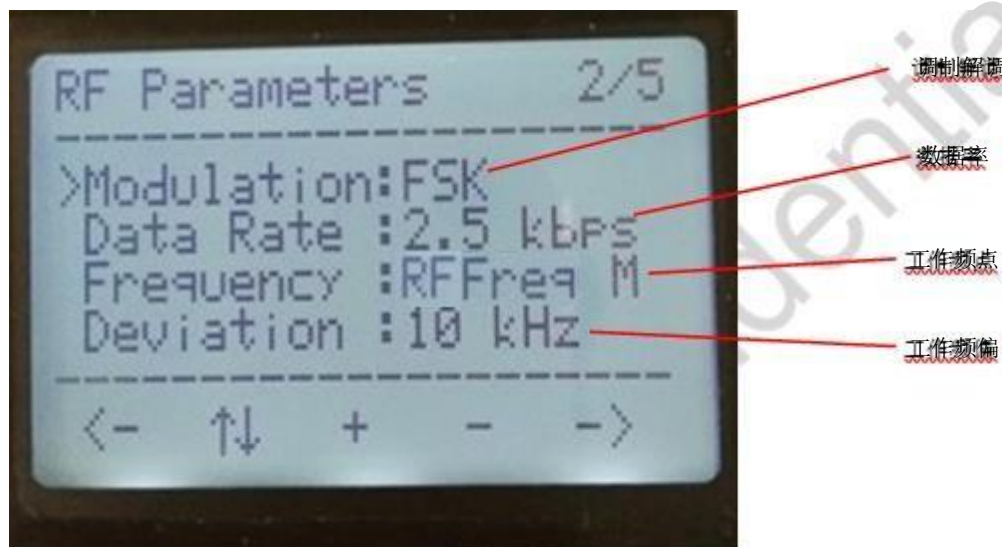 RF Parameters 2/5
>Modulation:FSK
Data Rate :2.5 kbps
Frequency :RFFreq M
Deviation :10 kHz
<- ↑↓ + - ->
调制解调
数据率
工作频点
工作频偏